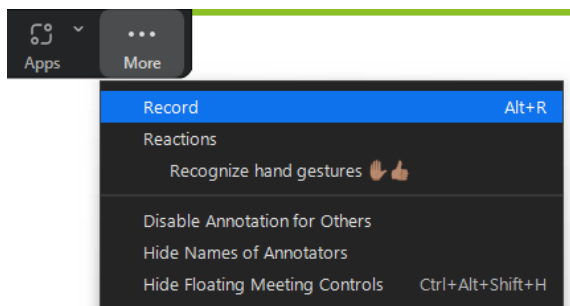 Apps
More
Record Alt+R
Reactions
Recognize hand gestures
Disable Annotation for Others
Hide Names of Annotators
Hide Floating Meeting Controls Ctrl+Alt+Shift+H